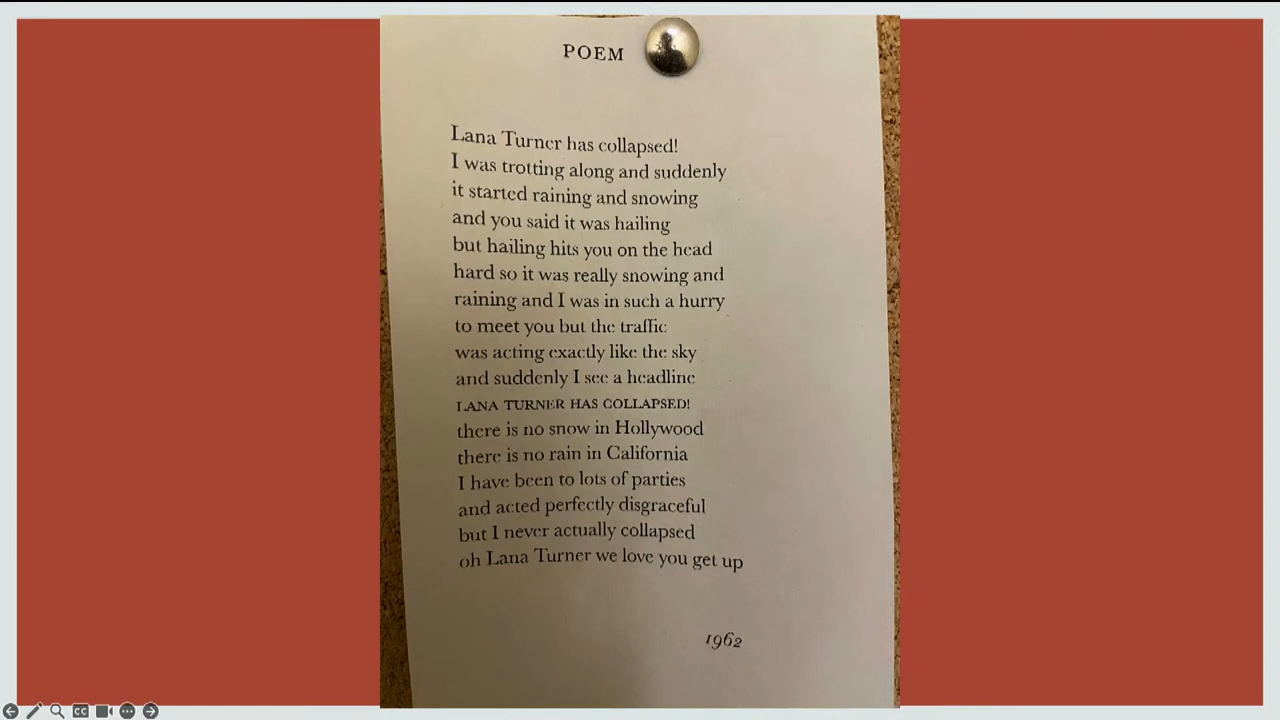 POEM
Lana Turner has collapsed!
I was trotting along and suddenly
it started raining and snowing
and you said it was hailing
but hailing hits you on the head
hard so it was really snowing and
raining and I was in such a hurry
to meet you but the traffic
was acting exactly like the sky
and suddenly I see a headline
LANA TURNER HAS COLLAPSED!
there is no snow in Hollywood
there is no rain in California
I have been to lots of parties
and acted perfectly disgraceful
but I never actually collapsed
oh Lana Turner we love you get up
1962
CC